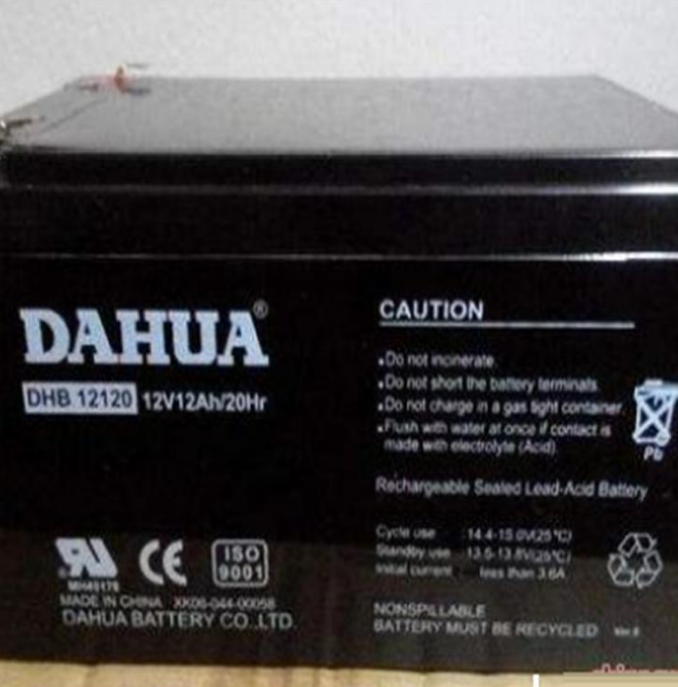 DAHUA®
DHB 12120 12V12Ah/20Hr
CAUTION
Do not incinerate.
Do not short the battery terminals.
Do not charge in a gas tight container.
Flush with water at once if contact is
made with electrolyte (Acid).
Pb
Rechargeable Sealed Lead-Acid Battery
Cycle use : 14.4-15.0V(25°C)
Standby use : 13.5-13.8V(25°C)
Initial current : less than 3.6A
NONSPILLABLE
BATTERY MUST BE RECYCLED
CE
ISO
9001
MADE IN CHINA XK06-044-00058
DAHUA BATTERY CO.,LTD.